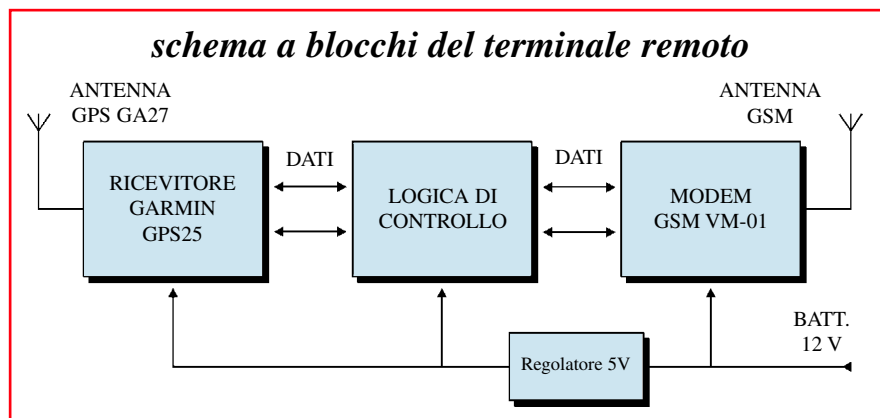 schema a blocchi del terminale remoto
ANTENNA
GPS GA27
ANTENNA
GSM
DATI
DATI
RICEVITORE
GARMIN
GPS25
LOGICA DI
CONTROLLO
MODEM
GSM VM-01
BATT.
12 V
Regolatore 5V